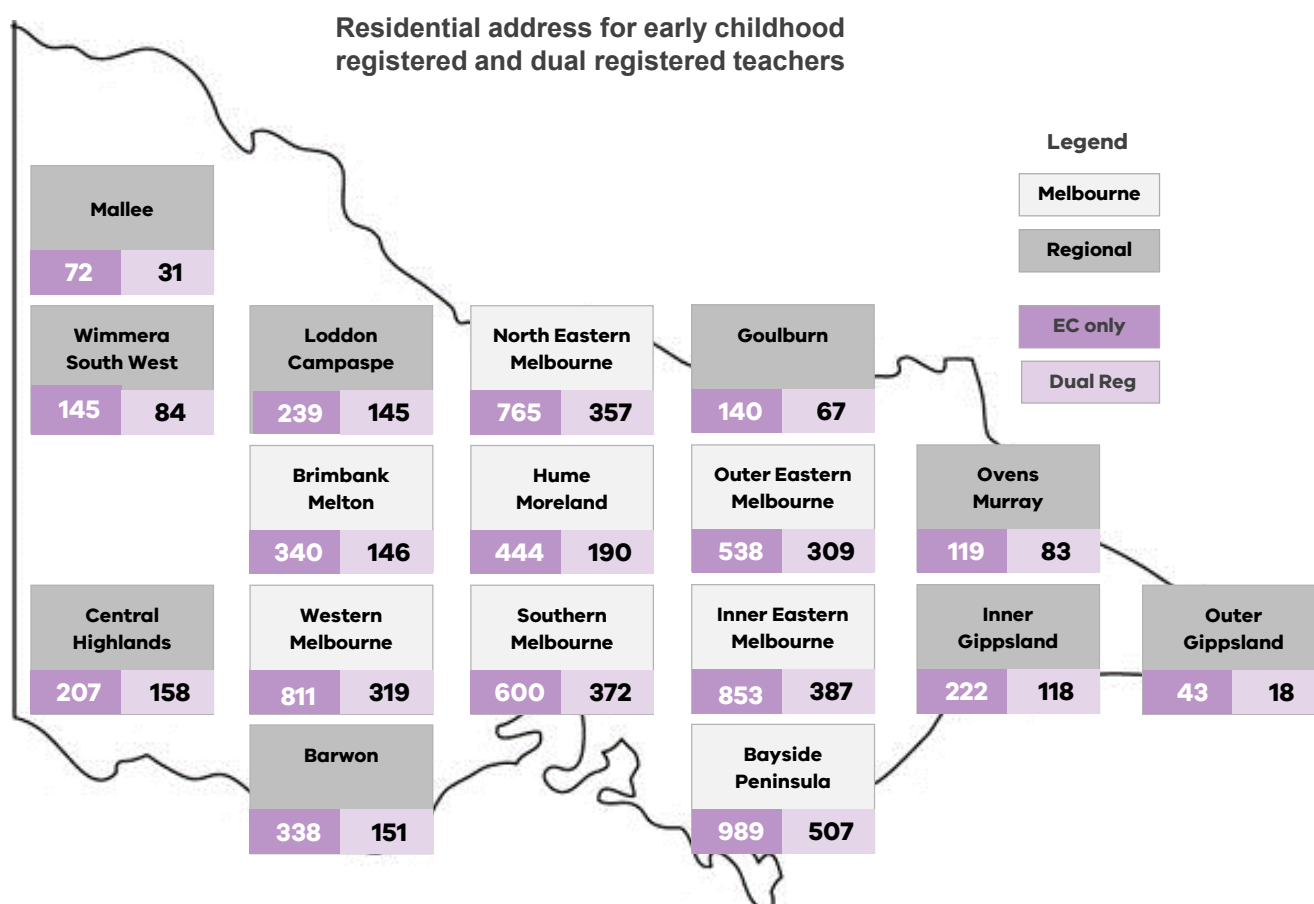 Residential address for early childhood
registered and dual registered teachers
Legend
Melbourne
Regional
EC only
Dual Reg
Mallee
72 31
Wimmera
South West
145 84
Loddon
Campaspe
239 145
North Eastern
Melbourne
765 357
Goulburn
140 67
Brimbank
Melton
340 146
Hume
Moreland
444 190
Outer Eastern
Melbourne
538 309
Ovens
Murray
119 83
Central
Highlands
207 158
Western
Melbourne
811 319
Southern
Melbourne
600 372
Inner Eastern
Melbourne
853 387
Inner
Gippsland
222 118
Outer
Gippsland
43 18
Barwon
338 151
Bayside
Peninsula
989 507